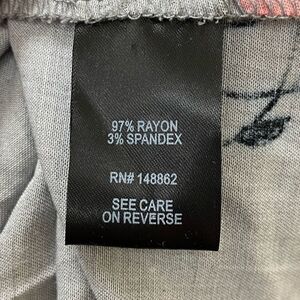 97% RAYON
3% SPANDEX
RN# 148862
SEE CARE
ON REVERSE